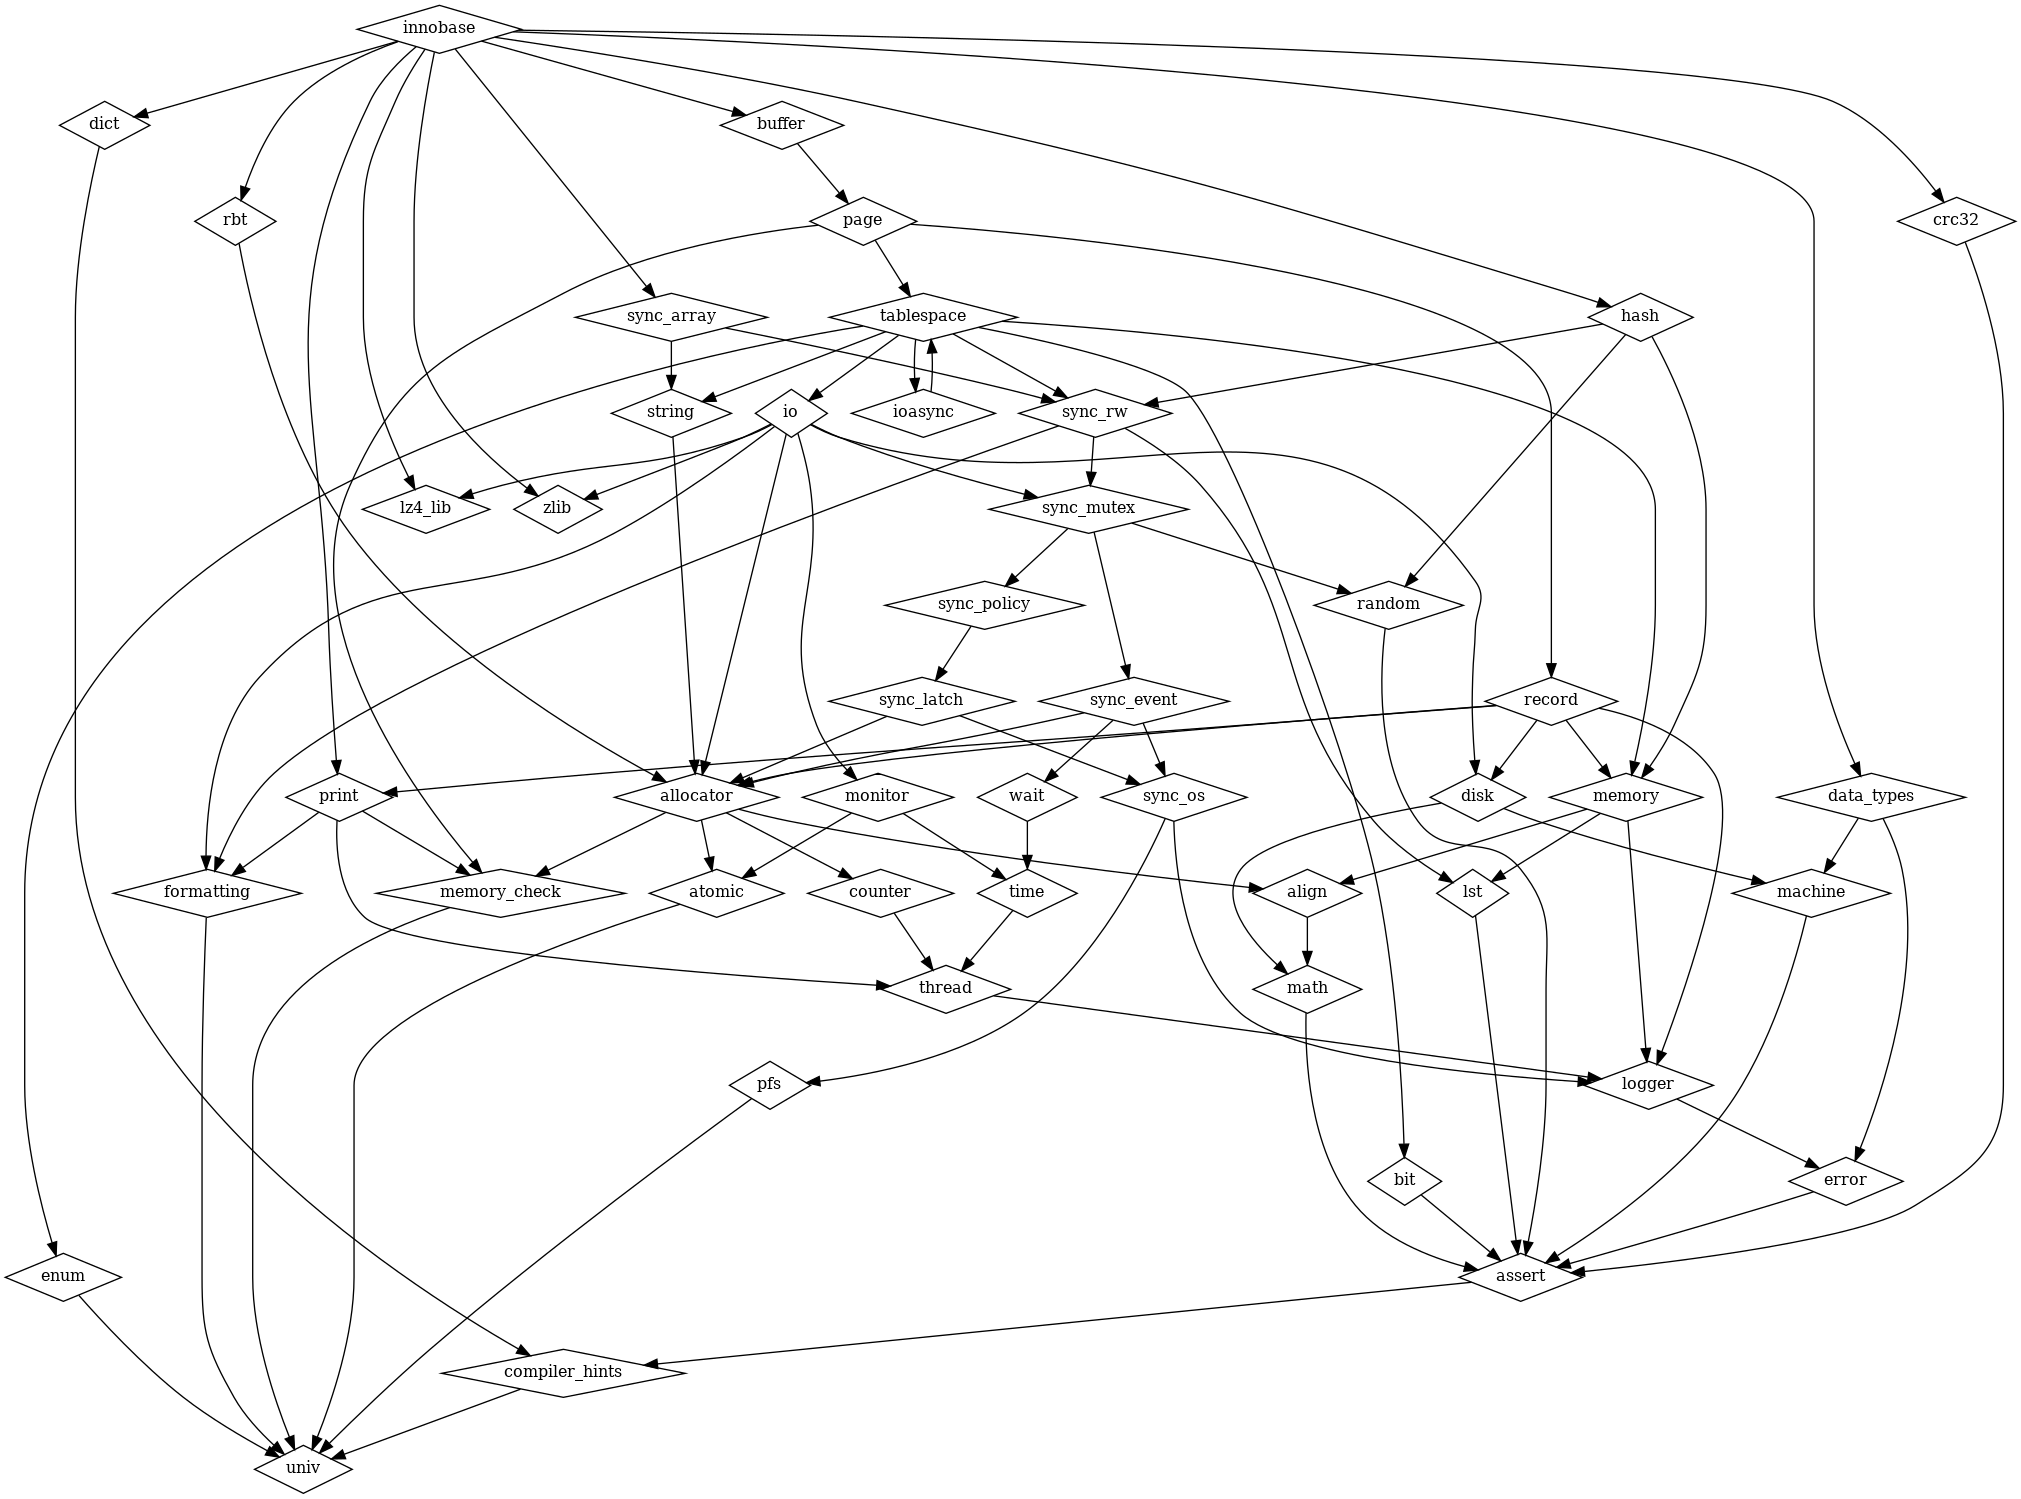 innobase
dict
buffer
rbt
page
crc32
sync_array
tablespace
hash
string
io
ioasync
sync_rw
lz4_lib
zlib
sync_mutex
sync_policy
random
sync_latch
sync_event
record
print
allocator
monitor
wait
sync_os
disk
memory
data_types
formatting
memory_check
atomic
counter
time
align
lst
machine
thread
math
pfs
logger
bit
error
enum
assert
compiler_hints
univ